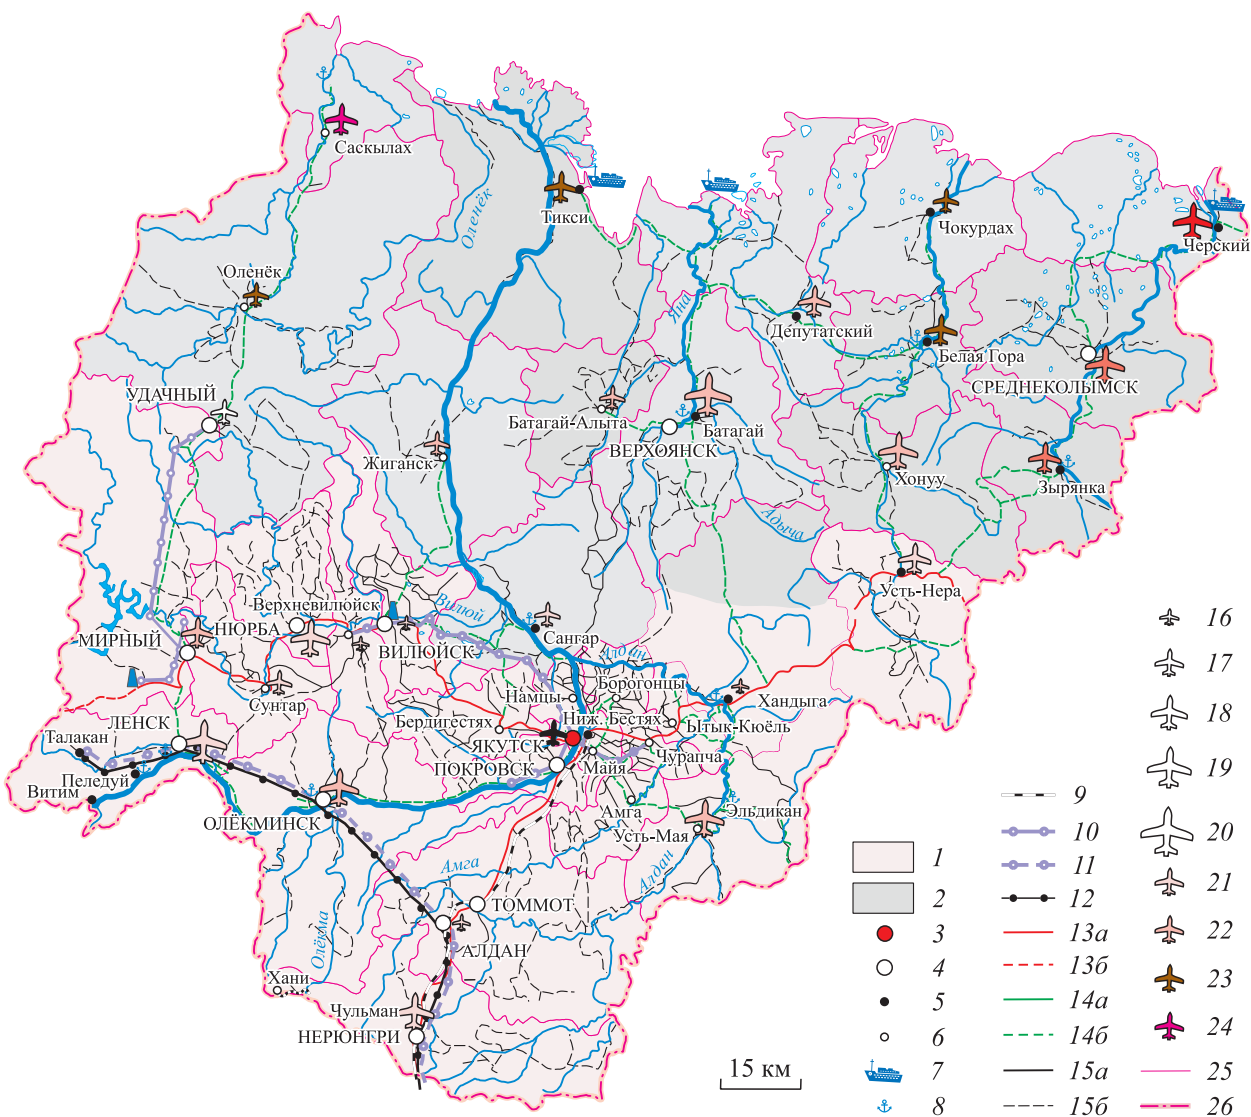 Саскылах
Оленёк
Тикси
Чокурдах
Черский
Оленёк
Яна
Депутатский
Белая Гора
СРЕДНЕКОЛЫМСК
УДАЧНЫЙ
Батагай-Алыта
Батагай
ВЕРХОЯНСК
Жиганск
Хонуу
Зырянка
Адыча
Усть-Нера
Верхневилюйск
Вилюй
НЮРБА
МИРНЫЙ
ВИЛЮЙСК
Сангар
Алдан
Сунтар
Намцы
Борогонцы
Хандыга
Бердигестях
Ниж. Бестях
Ытык-Кюёль
ЛЕНСК
Талакан
ЯКУТСК
Чурапча
ПОКРОВСК
Майя
Пеледуй
Витим
ОЛЁКМИНСК
Амга
Эльдикан
Усть-Мая
Амга
Алдан
ТОММОТ
Олёкма
АЛДАН
Хани
Чульман
НЕРЮНГРИ
15 км
1
2
3
4
5
6
7
8
9
10
11
12
13а
13б
14а
14б
15а
15б
16
17
18
19
20
21
22
23
24
25
26